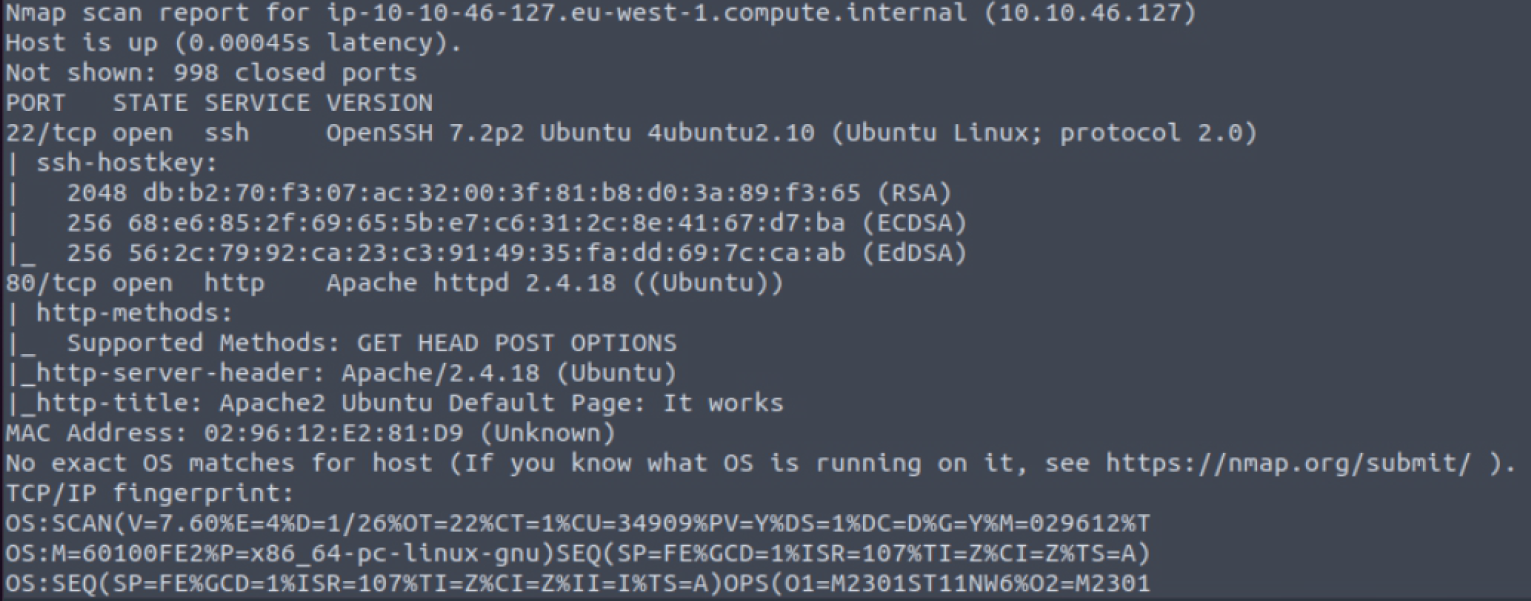 Nmap scan report for ip-10-10-46-127.eu-west-1.compute.internal (10.10.46.127)
Host is up (0.00045s latency).
Not shown: 998 closed ports
PORT   STATE SERVICE VERSION
22/tcp open  ssh     OpenSSH 7.2p2 Ubuntu 4ubuntu2.10 (Ubuntu Linux; protocol 2.0)
| ssh-hostkey:
|   2048 db:b2:70:f3:07:ac:32:00:3f:81:b8:d0:3a:89:f3:65 (RSA)
|   256 68:e6:85:2f:69:65:5b:e7:c6:31:2c:8e:41:67:d7:ba (ECDSA)
|_  256 56:2c:79:92:ca:23:c3:91:49:35:fa:dd:69:7c:ca:ab (EdDSA)
80/tcp open  http    Apache httpd 2.4.18 ((Ubuntu))
| http-methods:
|_  Supported Methods: GET HEAD POST OPTIONS
|_http-server-header: Apache/2.4.18 (Ubuntu)
|_http-title: Apache2 Ubuntu Default Page: It works
MAC Address: 02:96:12:E2:81:D9 (Unknown)
No exact OS matches for host (If you know what OS is running on it, see https://nmap.org/submit/ ).
TCP/IP fingerprint:
OS:SCAN(V=7.60%E=4%D=1/26%OT=22%CT=1%CU=34909%PV=Y%DS=1%DC=D%G=Y%M=029612%T
OS:M=60100FE2%P=x86_64-pc-linux-gnu)SEQ(SP=FE%GCD=1%ISR=107%TI=Z%CI=Z%TS=A)
OS:SEQ(SP=FE%GCD=1%ISR=107%TI=Z%CI=Z%II=I%TS=A)OPS(O1=M2301ST11NW6%O2=M2301